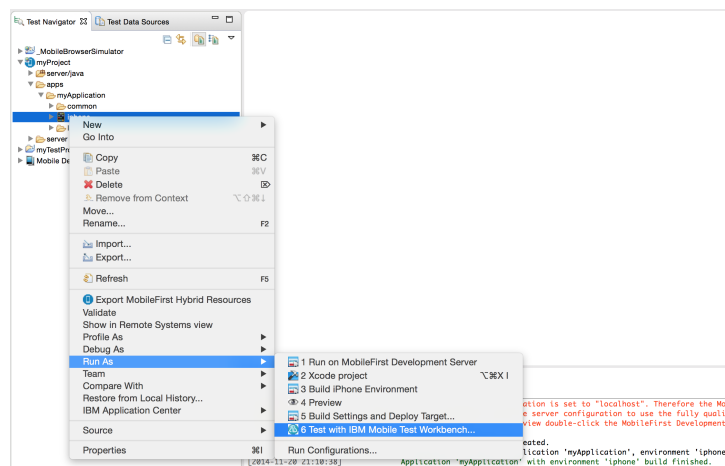 Test Navigator Test Data Sources
_MobileBrowserSimulator
myProject
server/java
apps
myApplication
common
iphone
New
Go Into
server
myTestPr
Mobile De
Copy ⌘C
Paste ⌘V
Delete ⌦
Remove from Context ⌥⇧⌘↓
Move...
Rename... F2
Import...
Export...
Refresh F5
Export MobileFirst Hybrid Resources
Validate
Show in Remote Systems view
Profile As
Debug As
Run As
Team
Compare With
Restore from Local History...
IBM Application Center
Source
Properties ⌘I
1 Run on MobileFirst Development Server
2 Xcode project ⌥⌘X I
3 Build iPhone Environment
4 Preview
5 Build Settings and Deploy Target...
6 Test with IBM Mobile Test Workbench...
Run Configurations...
ation is set to "localhost". Therefore the Mo
e server configuration to use the fully quali
view double-click the MobileFirst Development
eated.
lication 'myApplication', environment 'iphone
[2014-11-20 21:10:38] Application 'myApplication' with environment 'iphone' build finished.